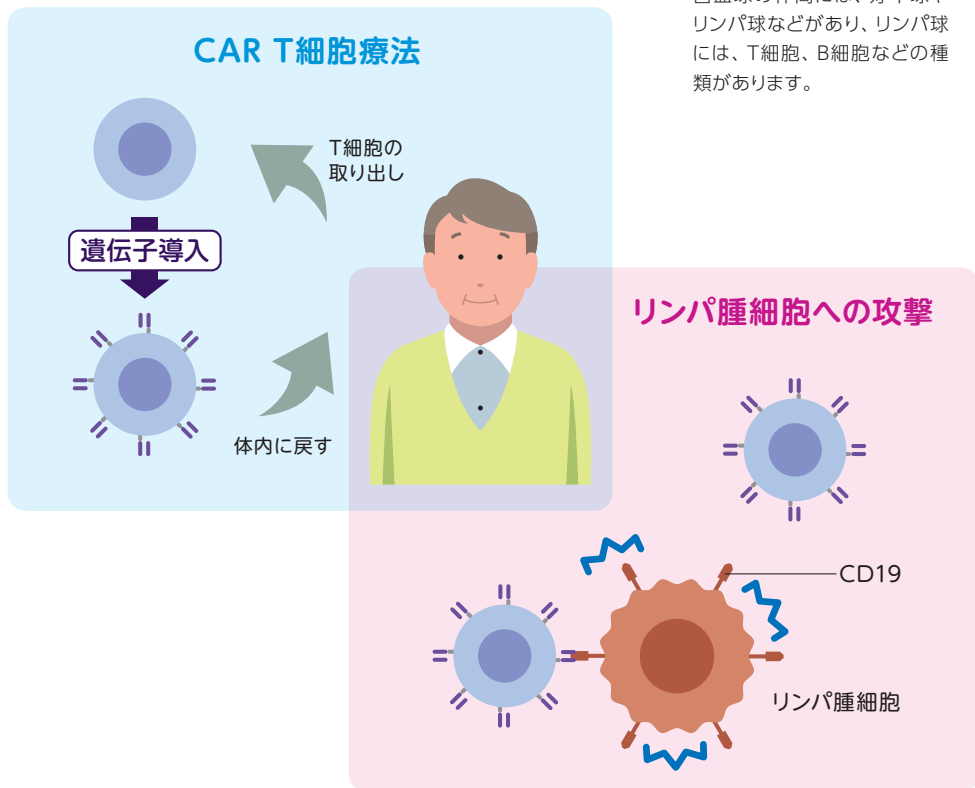 リンパ球などがあり、リンパ球
には、T細胞、B細胞などの種
類があります。
CAR T細胞療法
T細胞の
取り出し
遺伝子導入
体内に戻す
リンパ腫細胞への攻撃
CD19
リンパ腫細胞